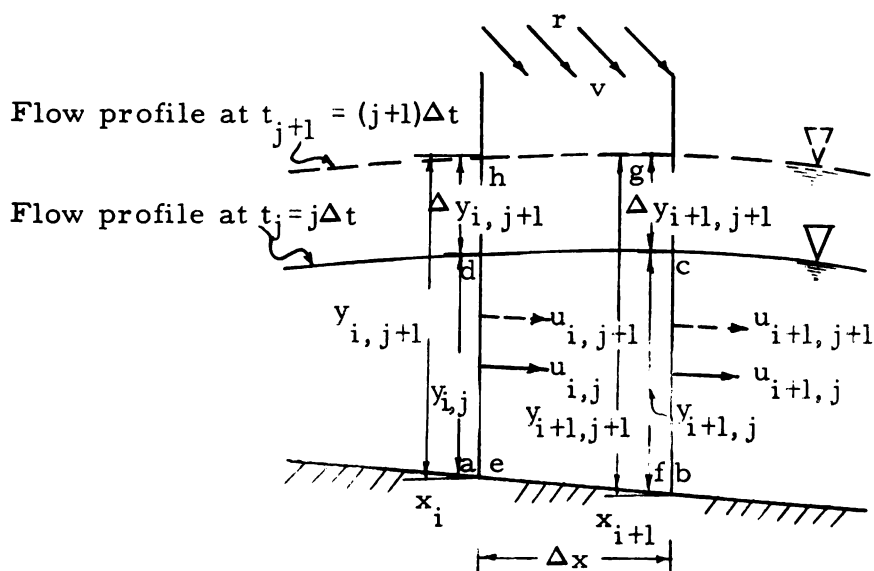 r
v
Flow profile at t_{j+1} = (j+1)Δt
h
g
Δy_{i, j+1}
Δy_{i+1, j+1}
Flow profile at t_j = jΔt
d
c
y_{i, j+1}
u_{i, j+1}
u_{i+1, j+1}
u_{i,j}
u_{i+1, j}
y_{i,j}
y_{i+1,j+1}
y_{i+1, j}
a e
f b
x_i
x_{i+1}
Δx